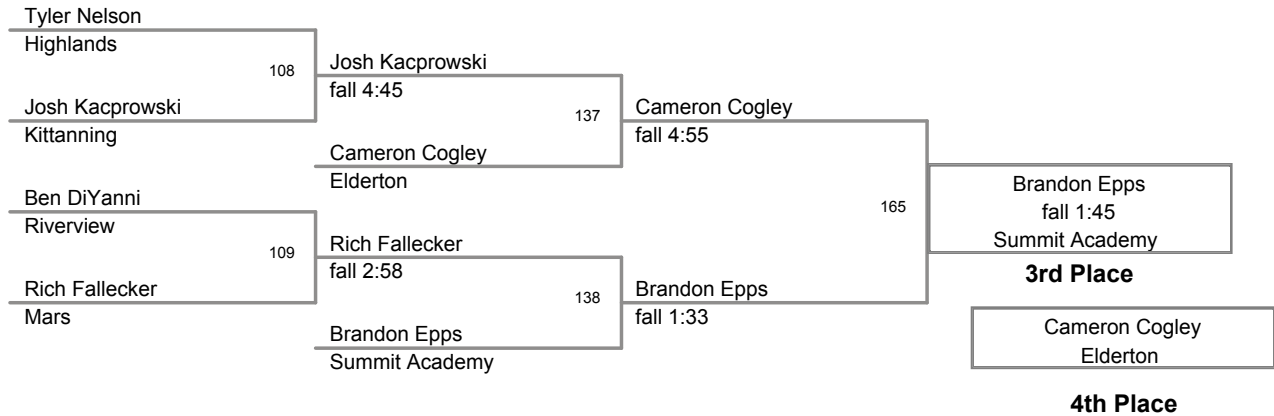 Tyler Nelson
Highlands
108
Josh Kacprowski
Kittanning
Josh Kacprowski
fall 4:45
137
Cameron Cogley
Elderton
Cameron Cogley
fall 4:55
Ben DiYanni
Riverview
109
Rich Fallecker
Mars
Rich Fallecker
fall 2:58
138
Brandon Epps
Summit Academy
Brandon Epps
fall 1:33
165
Brandon Epps
fall 1:45
Summit Academy
3rd Place
Cameron Cogley
Elderton
4th Place